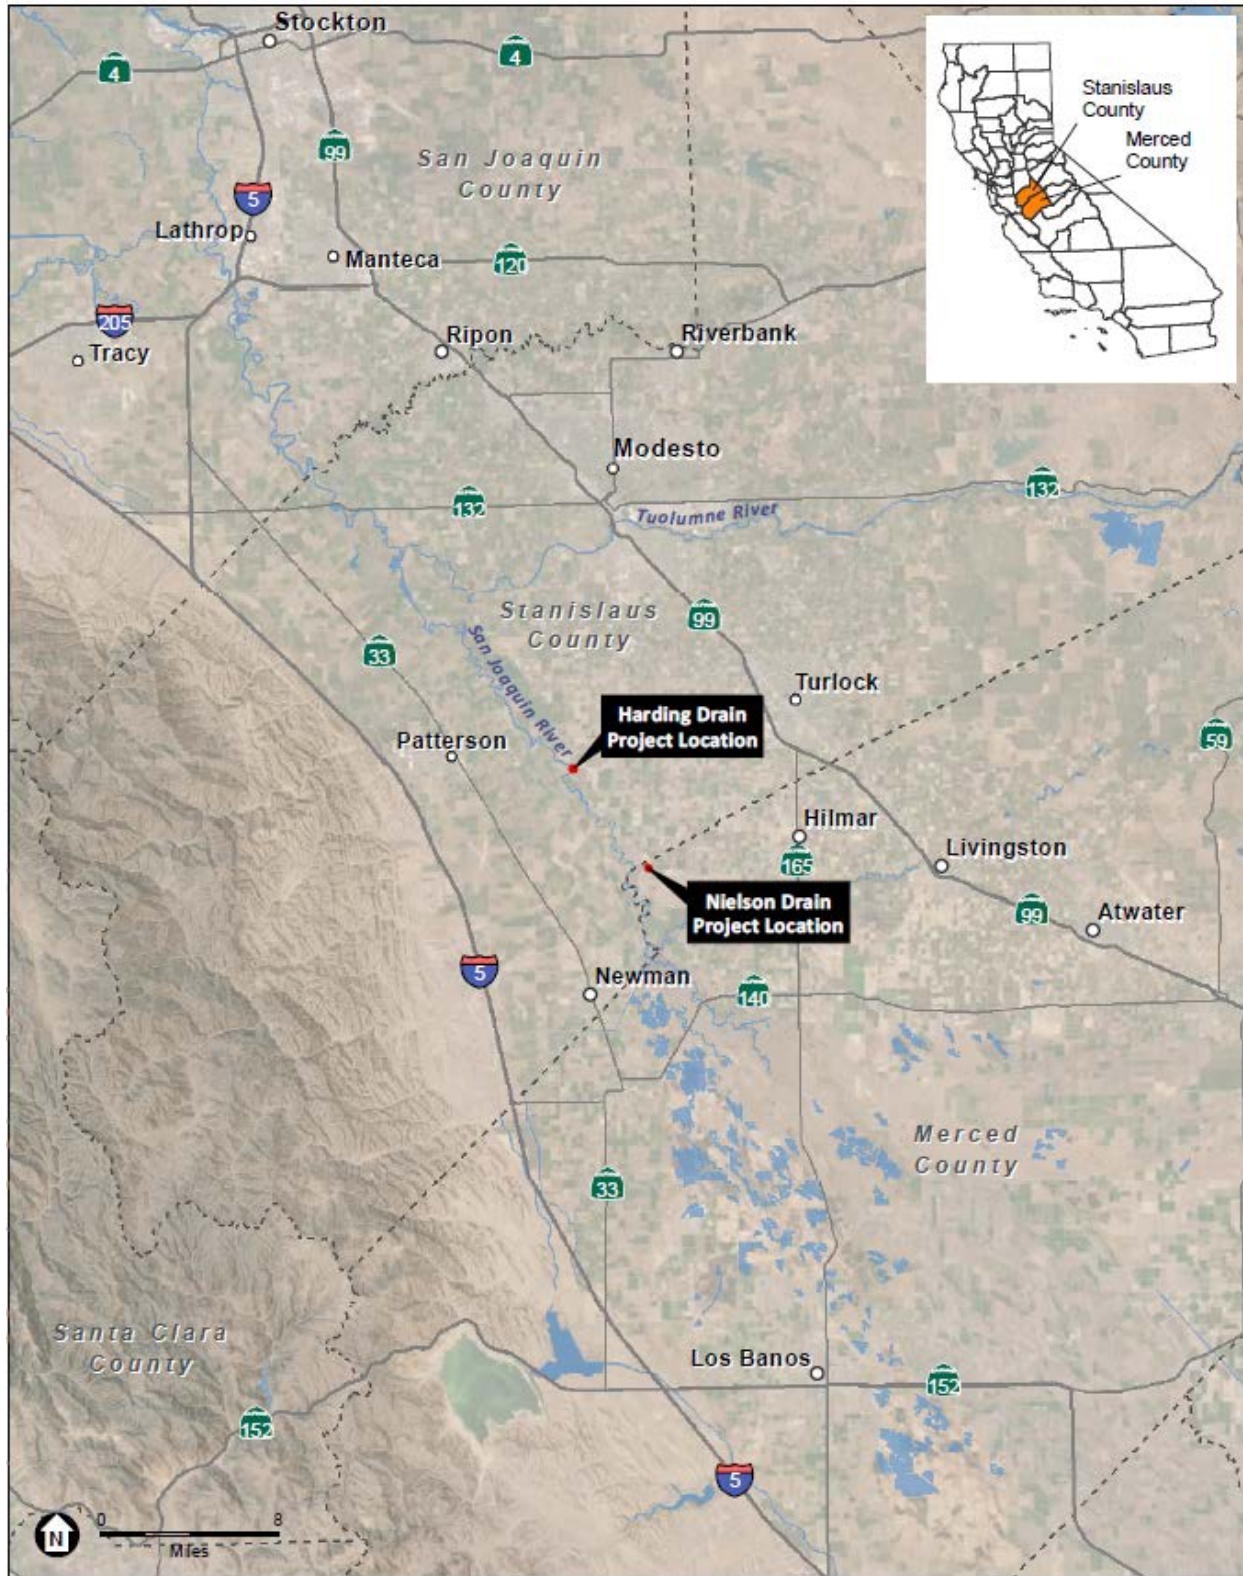 Stockton
4
4
99
San Joaquin
County
5
Lathrop
Manteca
120
205
Tracy
Ripon
Riverbank
Stanislaus
County
Merced
County
Modesto
132
132
Tuolumne River
Stanislaus
County
99
33
San Joaquin River
Turlock
Harding Drain
Project Location
Patterson
59
Hilmar
165
Livingston
Nielson Drain
Project Location
99
Atwater
5
Newman
140
Merced
County
33
Santa Clara
County
Los Banos
152
152
5
N
0
8
Miles